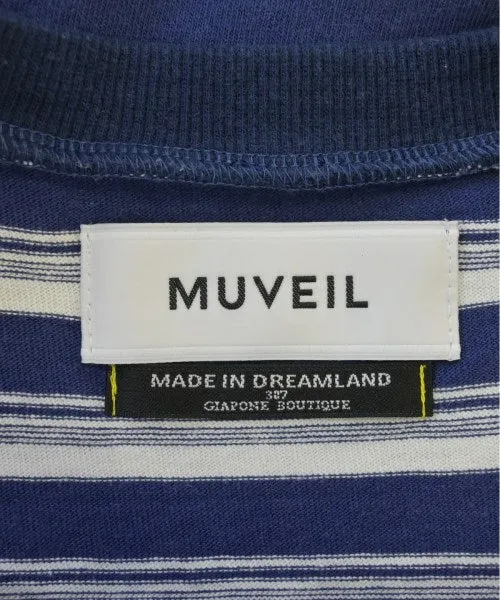 MUVEIL
MADE IN DREAMLAND
387
GIAPONE BOUTIQUE